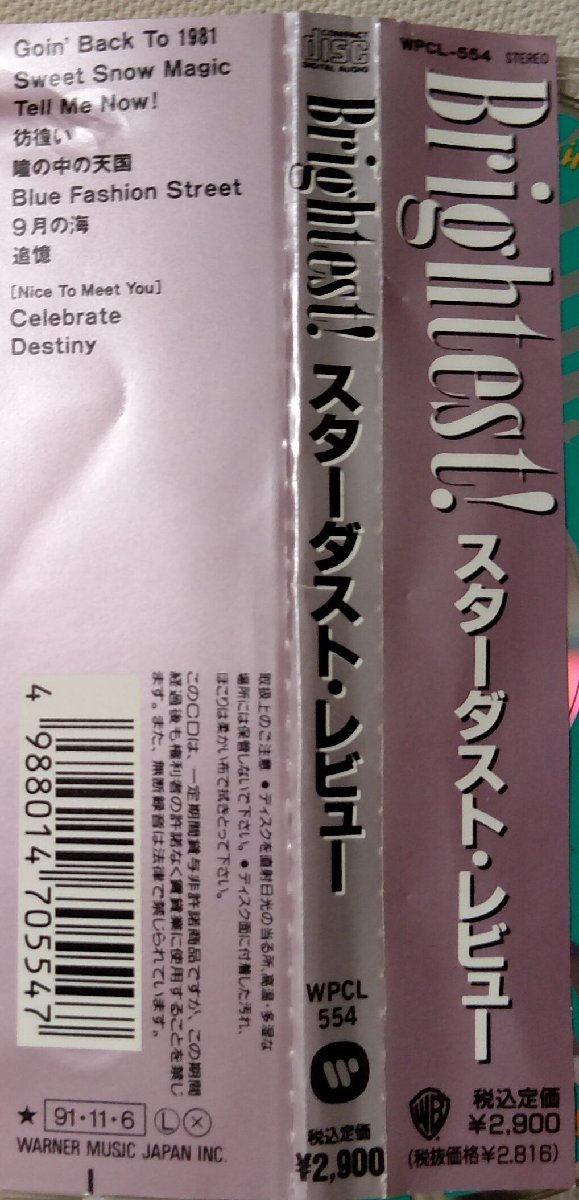 Goin' Back To 1981
Sweet Snow Magic
Tell Me Now!
彷徨い
瞳の中の天国
Blue Fashion Street
9月の海
追憶
[Nice To Meet You]
Celebrate
Destiny
取扱上のご注意 ●ディスクを直射日光の当る所、高温・多湿な
場所には保管しないで下さい。●ディスク面に付着した汚れ、
ほこりは柔かい布で拭きとって下さい。
このCDは、一定期間貸与非許諾商品ですが、この期間
経過後も権利者の許諾なく賃貸業に使用することを禁じ
ます。また、無断録音は法律で禁じられています。
4 988014 705547
★ 91・11・6 Ⓛ ⓧ
WARNER MUSIC JAPAN INC.
I
COMPACT
disc
DIGITAL AUDIO
Brightest!
スターダスト・レビュー
WPCL
554
税込定価
¥2,900
WPCL-554 STEREO
Brightest!
スターダスト・レビュー
WB
税込定価
¥2,900
(税抜価格¥2,816)